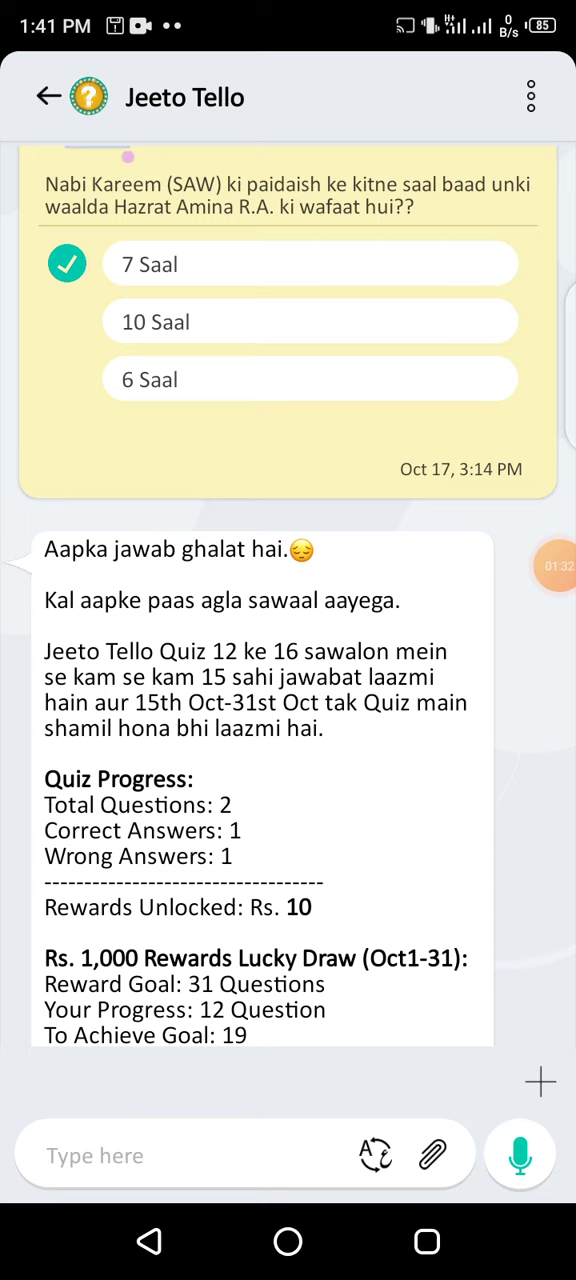 1:41 PM
0
B/s
85
Jeeto Tello
Nabi Kareem (SAW) ki paidaish ke kitne saal baad unki
waalda Hazrat Amina R.A. ki wafaat hui??
7 Saal
10 Saal
6 Saal
Oct 17, 3:14 PM
Aapka jawab ghalat hai.😔
01:32
Kal aapke paas agla sawaal aayega.
Jeeto Tello Quiz 12 ke 16 sawalon mein
se kam se kam 15 sahi jawabat laazmi
hain aur 15th Oct-31st Oct tak Quiz main
shamil hona bhi laazmi hai.
Quiz Progress:
Total Questions: 2
Correct Answers: 1
Wrong Answers: 1
-----------------------------------
Rewards Unlocked: Rs. 10
Rs. 1,000 Rewards Lucky Draw (Oct1-31):
Reward Goal: 31 Questions
Your Progress: 12 Question
To Achieve Goal: 19
Type here